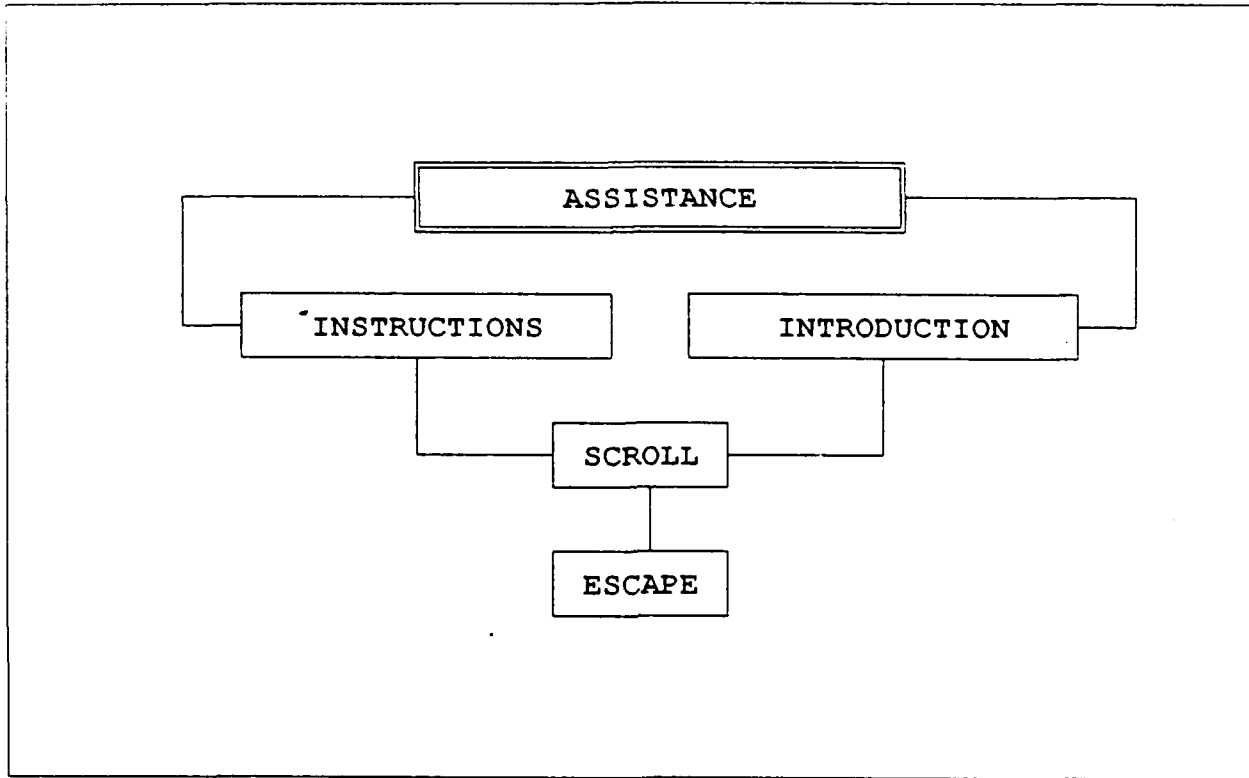 ASSISTANCE
INSTRUCTIONS
INTRODUCTION
SCROLL
ESCAPE